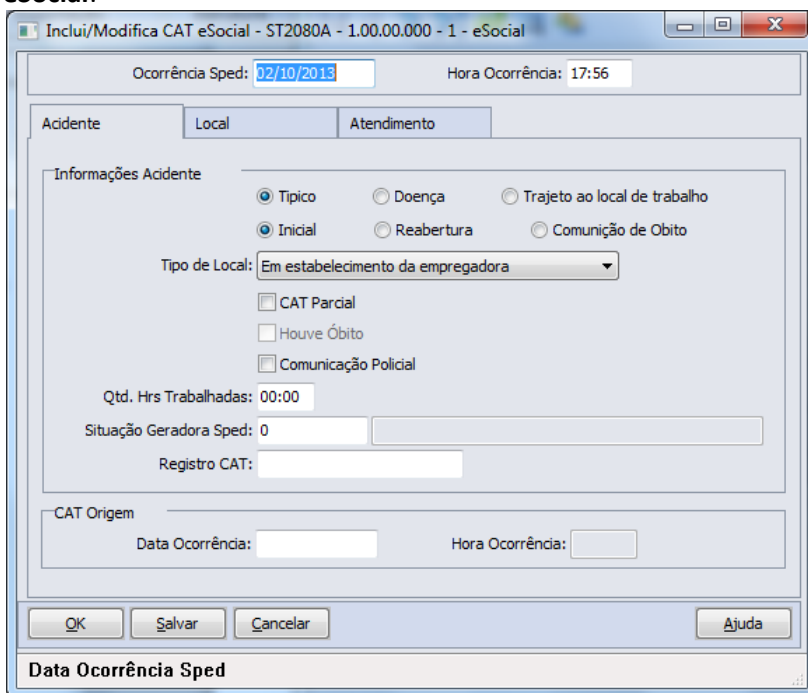 eSocial.
Inclui/Modifica CAT eSocial - ST2080A - 1.00.00.000 - 1 - eSocial
Ocorrência Sped: 02/10/2013 Hora Ocorrência: 17:56
Acidente Local Atendimento
Informações Acidente
Tipico Doença Trajeto ao local de trabalho
Inicial Reabertura Comunição de Obito
Tipo de Local: Em estabelecimento da empregadora
CAT Parcial
Houve Óbito
Comunicação Policial
Qtd. Hrs Trabalhadas: 00:00
Situação Geradora Sped: 0
Registro CAT:
CAT Origem
Data Ocorrência: Hora Ocorrência:
OK Salvar Cancelar Ajuda
Data Ocorrência Sped